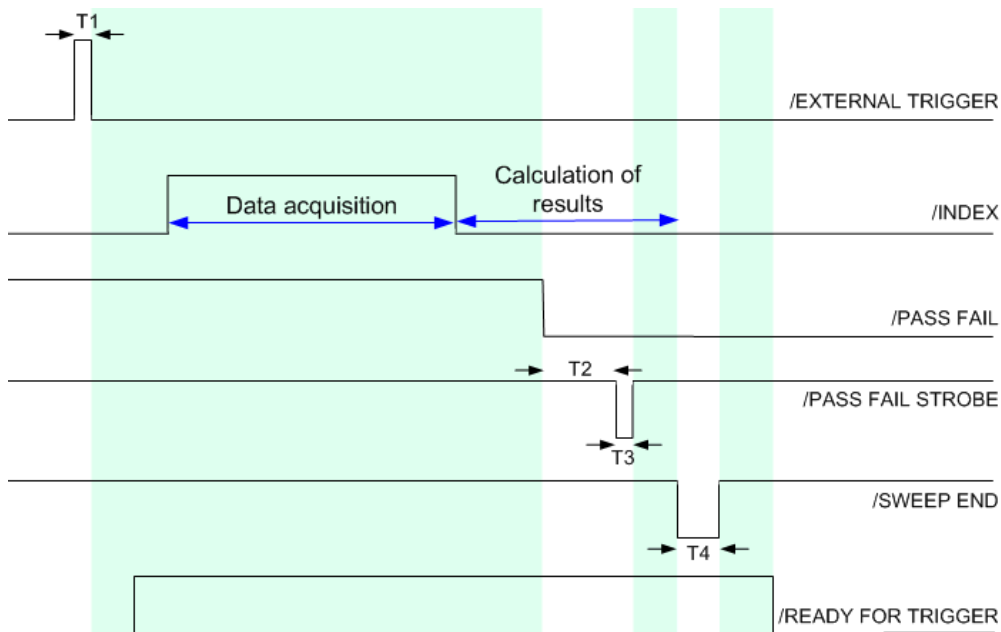 T1
/EXTERNAL TRIGGER
Calculation of
results
Data acquisition
/INDEX
/PASS FAIL
T2
/PASS FAIL STROBE
T3
/SWEEP END
T4
/READY FOR TRIGGER